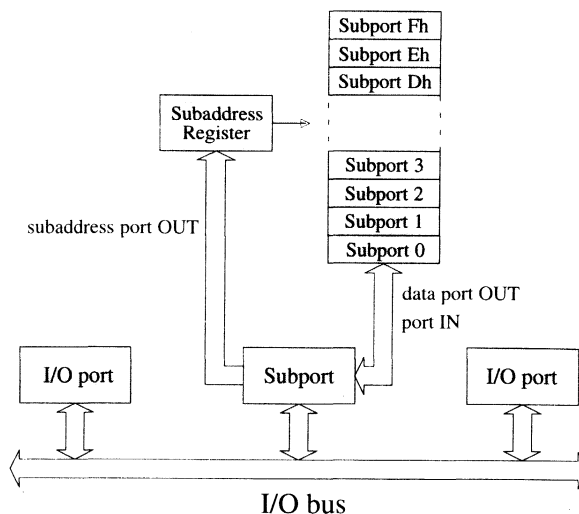 Subport Fh
Subport Eh
Subport Dh
Subaddress
Register
Subport 3
Subport 2
Subport 1
Subport 0
subaddress port OUT
data port OUT
port IN
I/O port
Subport
I/O port
I/O bus